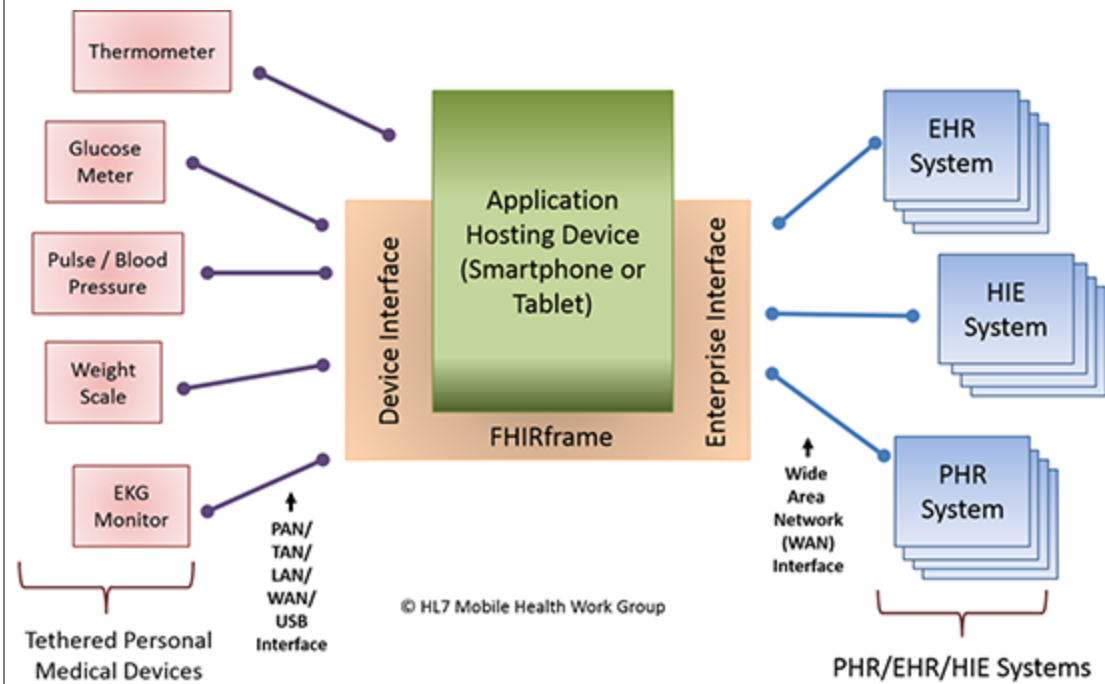 Thermometer
Glucose
Meter
Pulse / Blood
Pressure
Weight
Scale
EKG
Monitor
Tethered Personal
Medical Devices
PAN/
TAN/
LAN/
WAN/
USB
Interface
Device Interface
Application
Hosting Device
(Smartphone or
Tablet)
FHIRframe
Enterprise Interface
© HL7 Mobile Health Work Group
Wide
Area
Network
(WAN)
Interface
EHR
System
HIE
System
PHR
System
PHR/EHR/HIE Systems